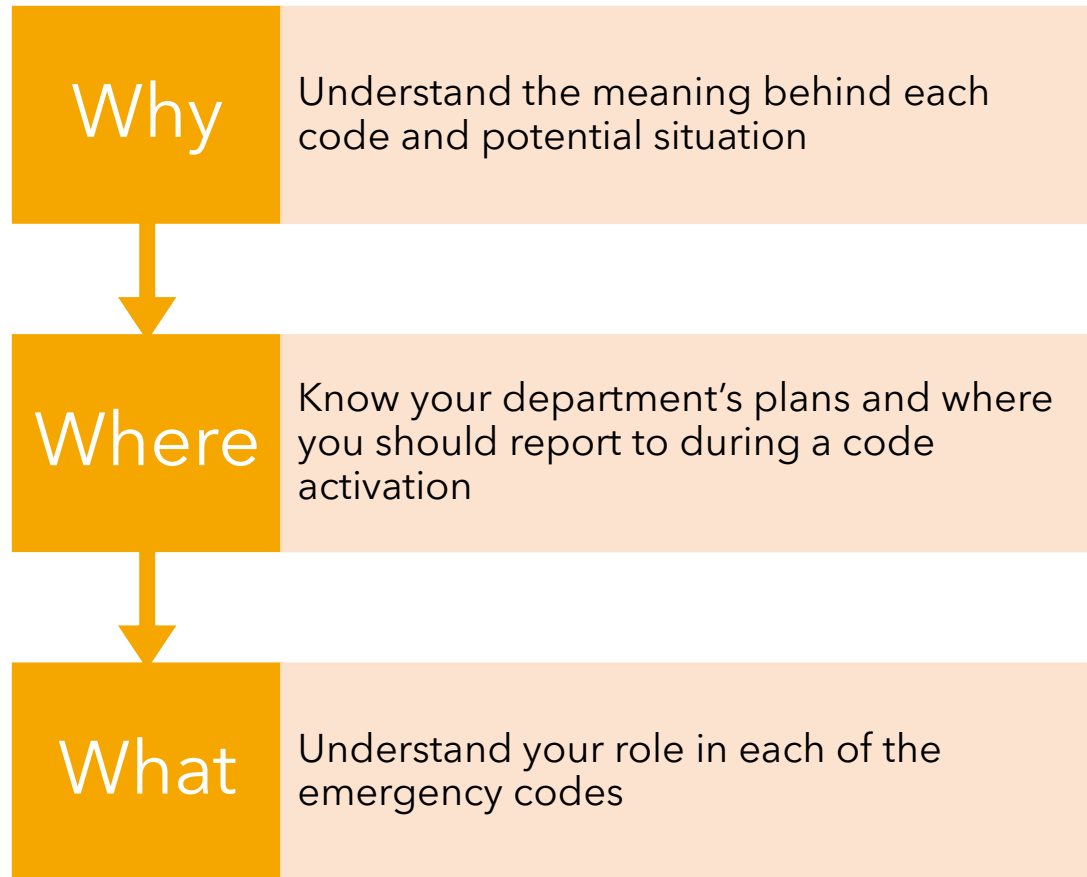 Why
Understand the meaning behind each
code and potential situation
Where
Know your department’s plans and where
you should report to during a code
activation
What
Understand your role in each of the
emergency codes